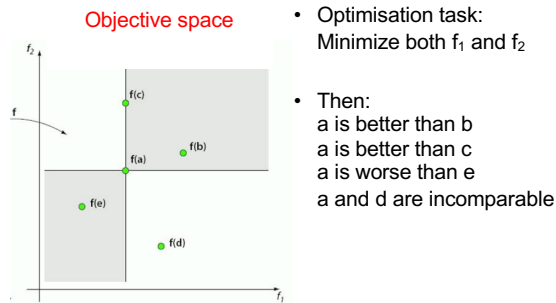 Objective space
f₂
f
f(c)
f(b)
f(a)
f(e)
f(d)
f₁
• Optimisation task:
Minimize both f₁ and f₂
• Then:
a is better than b
a is better than c
a is worse than e
a and d are incomparable